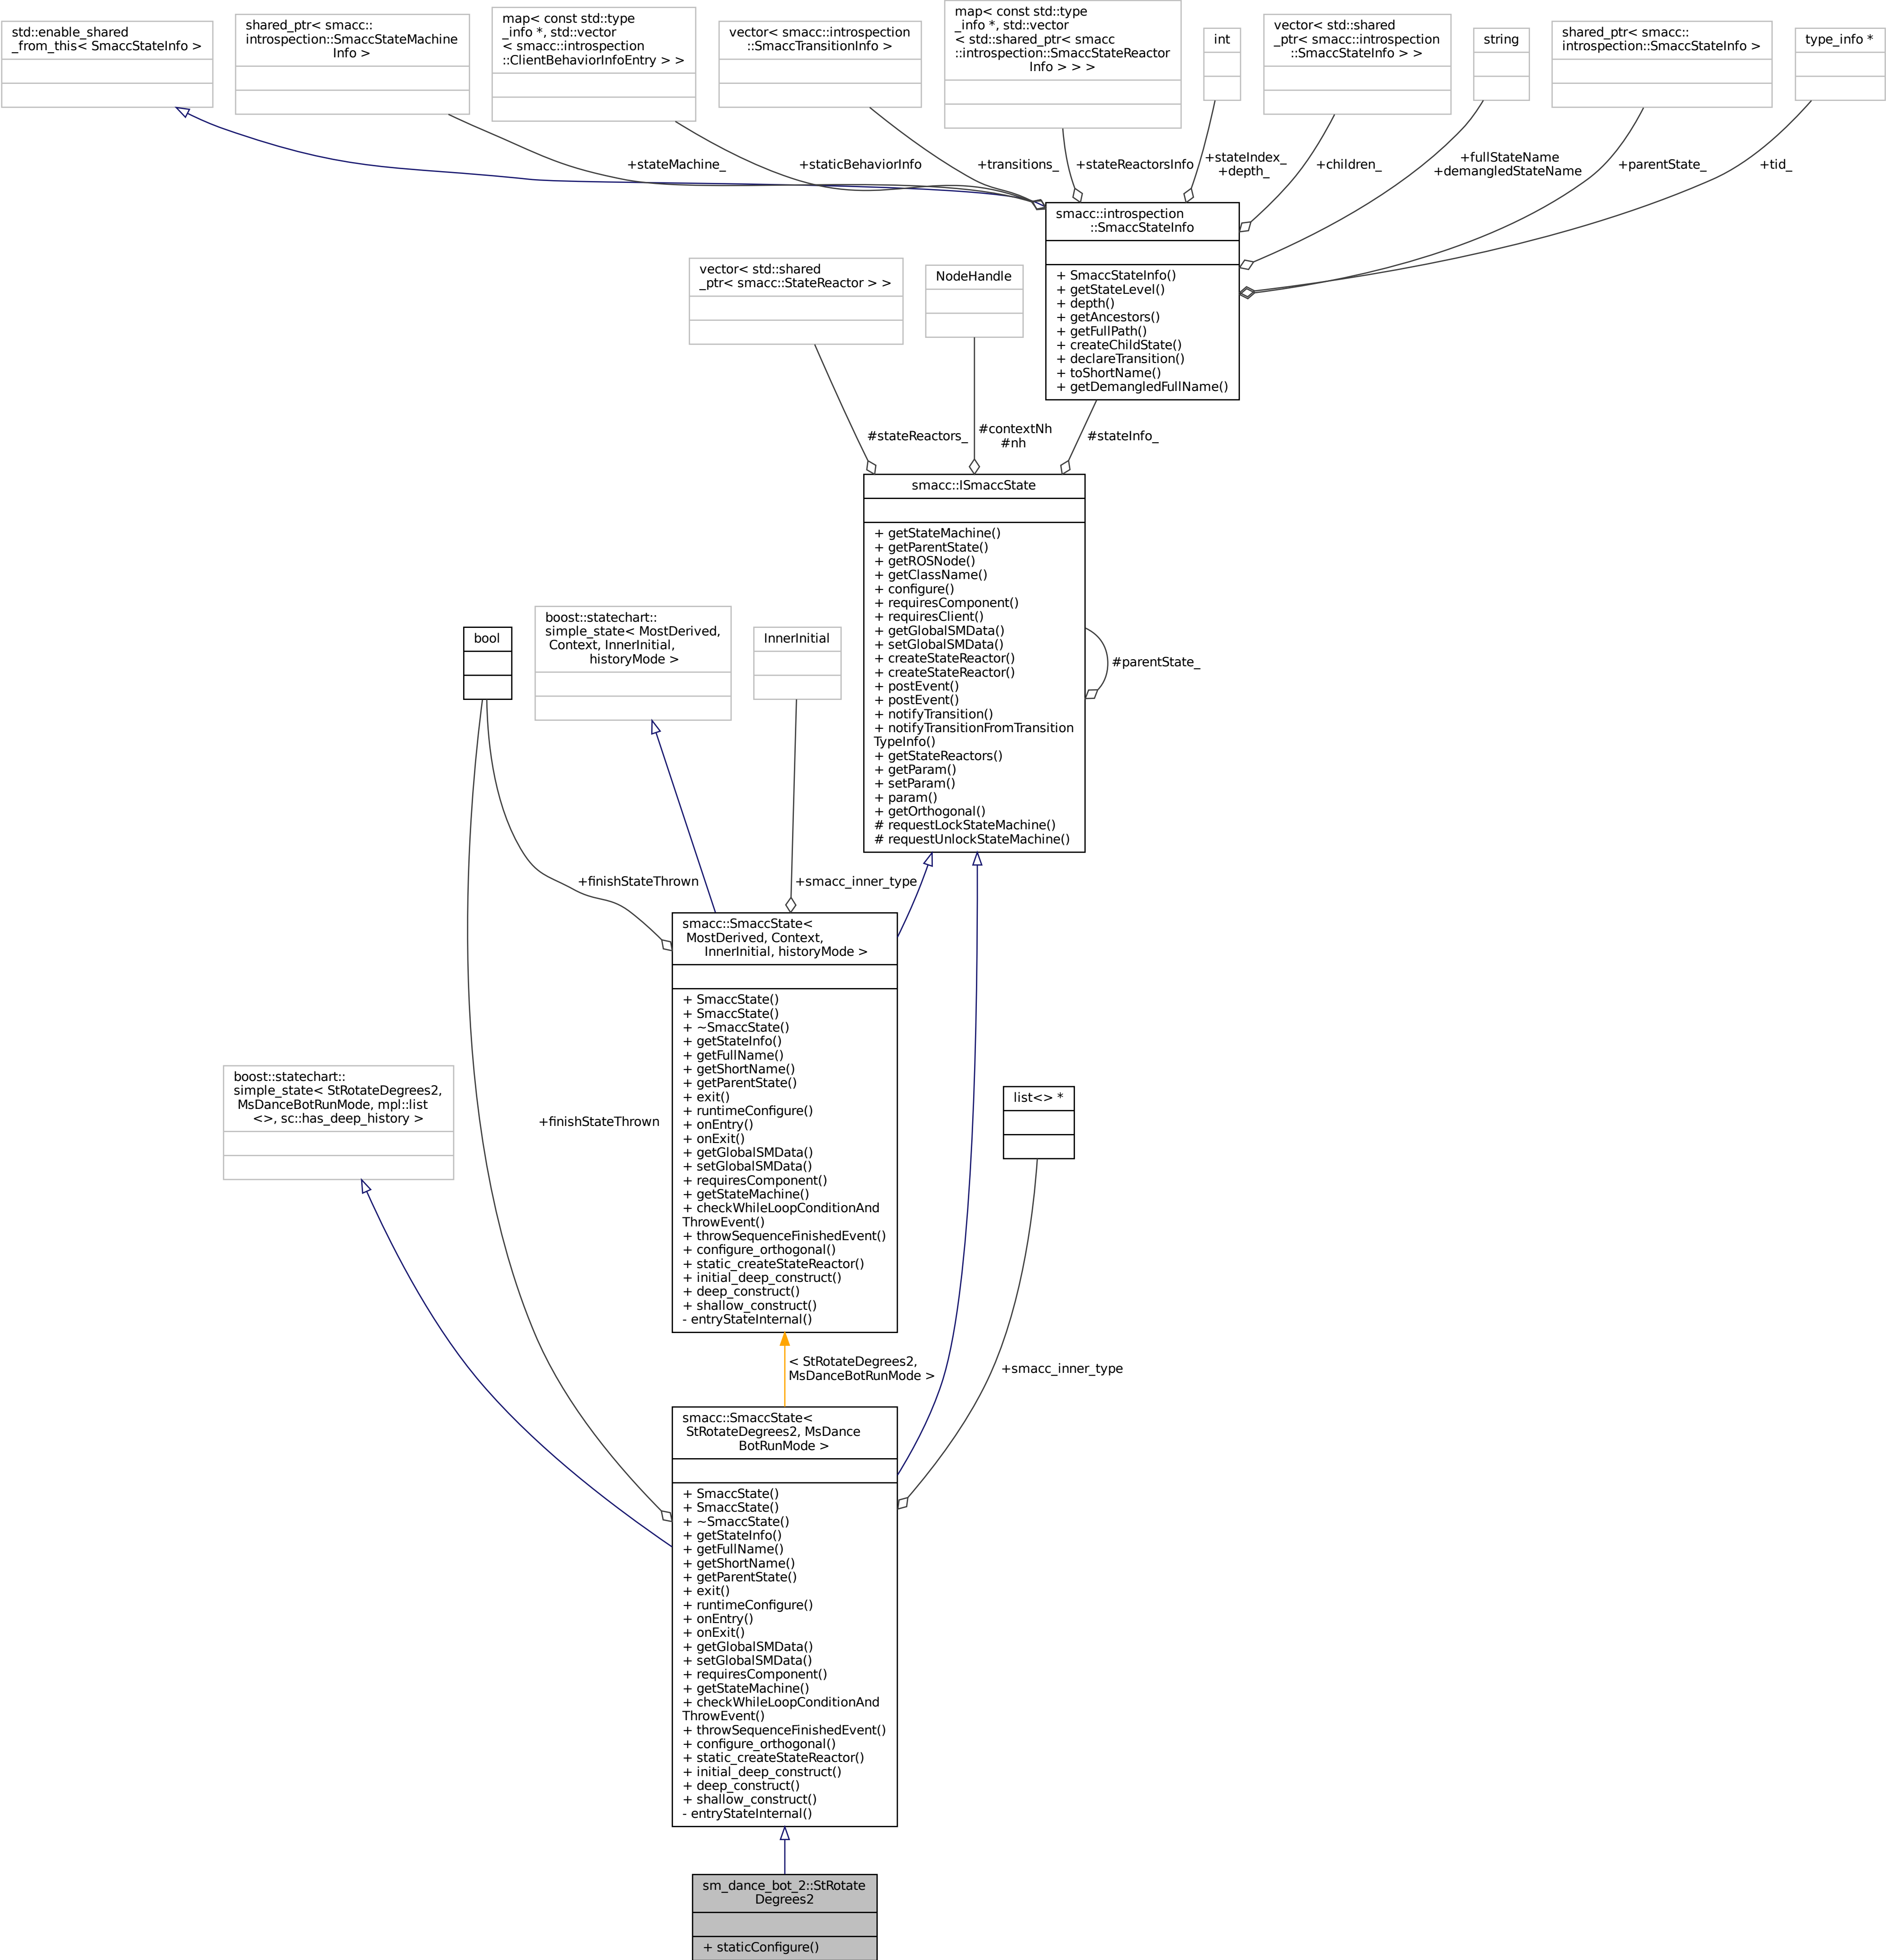 std::enable_shared
_from_this< SmaccStateInfo >
shared_ptr< smacc::
introspection::SmaccStateMachine
Info >
map< const std::type
_info *, std::vector
< smacc::introspection
::ClientBehaviorInfoEntry > >
vector< smacc::introspection
::SmaccTransitionInfo >
map< const std::type
_info *, std::vector
< std::shared_ptr< smacc
::introspection::SmaccStateReactor
Info > > >
int
vector< std::shared
_ptr< smacc::introspection
::SmaccStateInfo > >
string
shared_ptr< smacc::
introspection::SmaccStateInfo >
type_info *
+stateMachine_
+staticBehaviorInfo
+transitions_
+stateReactorsInfo
+stateIndex_
+depth_
+children_
+fullStateName
+demangledStateName
+parentState_
+tid_
smacc::introspection
::SmaccStateInfo
+ SmaccStateInfo()
+ getStateLevel()
+ depth()
+ getAncestors()
+ getFullPath()
+ createChildState()
+ declareTransition()
+ toShortName()
+ getDemangledFullName()
vector< std::shared
_ptr< smacc::StateReactor > >
NodeHandle
#stateReactors_
#contextNh
#nh
#stateInfo_
smacc::ISmaccState
+ getStateMachine()
+ getParentState()
+ getROSNode()
+ getClassName()
+ configure()
+ requiresComponent()
+ requiresClient()
+ getGlobalSMData()
+ setGlobalSMData()
+ createStateReactor()
+ createStateReactor()
+ postEvent()
+ postEvent()
+ notifyTransition()
+ notifyTransitionFromTransition
TypeInfo()
+ getStateReactors()
+ getParam()
+ setParam()
+ param()
+ getOrthogonal()
# requestLockStateMachine()
# requestUnlockStateMachine()
#parentState_
bool
boost::statechart::
simple_state< MostDerived,
Context, InnerInitial,
historyMode >
InnerInitial
+finishStateThrown
+smacc_inner_type
smacc::SmaccState<
MostDerived, Context,
InnerInitial, historyMode >
+ SmaccState()
+ SmaccState()
+ ~SmaccState()
+ getStateInfo()
+ getFullName()
+ getShortName()
+ getParentState()
+ exit()
+ runtimeConfigure()
+ onEntry()
+ onExit()
+ getGlobalSMData()
+ setGlobalSMData()
+ requiresComponent()
+ getStateMachine()
+ checkWhileLoopConditionAnd
ThrowEvent()
+ throwSequenceFinishedEvent()
+ configure_orthogonal()
+ static_createStateReactor()
+ initial_deep_construct()
+ deep_construct()
+ shallow_construct()
- entryStateInternal()
boost::statechart::
simple_state< StRotateDegrees2,
MsDanceBotRunMode, mpl::list
<>, sc::has_deep_history >
+finishStateThrown
list<> *
< StRotateDegrees2,
MsDanceBotRunMode >
+smacc_inner_type
smacc::SmaccState<
StRotateDegrees2, MsDance
BotRunMode >
+ SmaccState()
+ SmaccState()
+ ~SmaccState()
+ getStateInfo()
+ getFullName()
+ getShortName()
+ getParentState()
+ exit()
+ runtimeConfigure()
+ onEntry()
+ onExit()
+ getGlobalSMData()
+ setGlobalSMData()
+ requiresComponent()
+ getStateMachine()
+ checkWhileLoopConditionAnd
ThrowEvent()
+ throwSequenceFinishedEvent()
+ configure_orthogonal()
+ static_createStateReactor()
+ initial_deep_construct()
+ deep_construct()
+ shallow_construct()
- entryStateInternal()
sm_dance_bot_2::StRotate
Degrees2
+ staticConfigure()